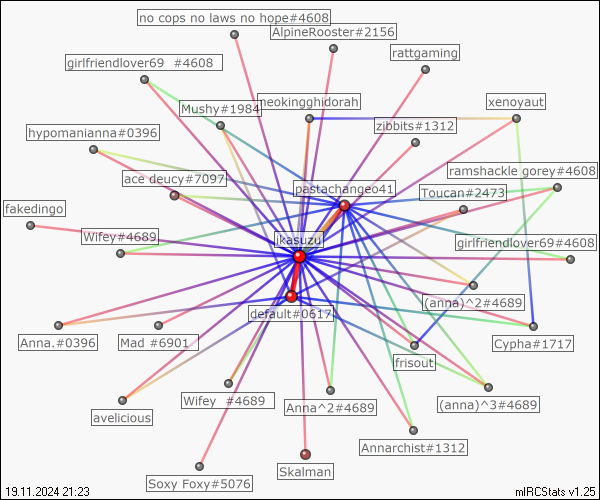 no cops no laws no hope#4608
AlpineRooster#2156
rattgaming
girlfriendlover69 #4608
neokingghidorah
xenoyaut
Mushy#1984
zibbits#1312
hypomanianna#0396
ramshackle gorey#4608
ace deucy#7097
pastachangeo41
Toucan#2473
fakedingo
Wifey#4689
girlfriendlover69#4608
(anna)^2#4689
default#0617
Anna.#0396
Mad #6901
Cypha#1717
frisout
Wifey #4689
Anna^2#4689
(anna)^3#4689
avelicious
Annarchist#1312
Skalman
Soxy Foxy#5076
19.11.2024 21:23
mIRCStats v1.25